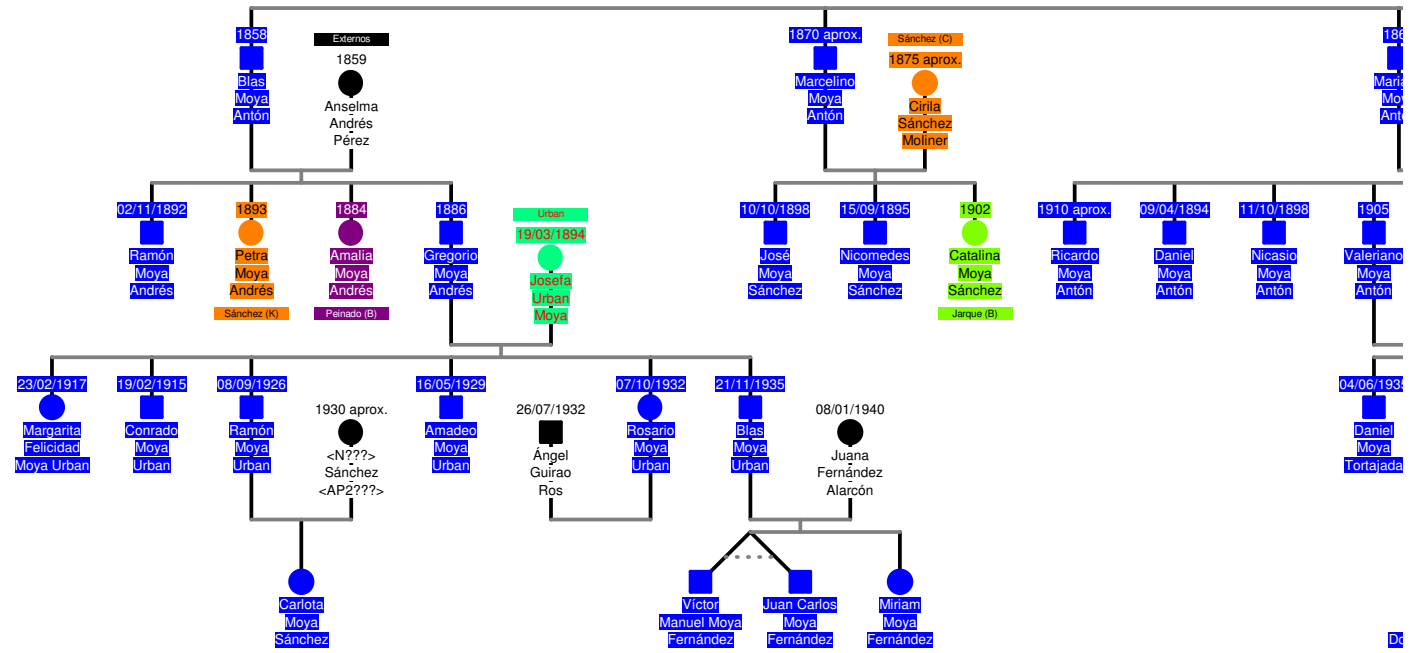 1858
Blas
Moya
Antón
Externos
1859
Anselma
Andrés
Pérez
1870 aprox.
Marcelino
Moya
Antón
Sánchez (C)
1875 aprox.
Cirila
Sánchez
Moliner
02/11/1892
Ramón
Moya
Andrés
1893
Petra
Moya
Andrés
Sánchez (K)
1884
Amalia
Moya
Andrés
Peinado (B)
1886
Gregorio
Moya
Andrés
Urban
19/03/1894
Josefa
Urban
Moya
10/10/1898
José
Moya
Sánchez
15/09/1895
Nicomedes
Moya
Sánchez
1902
Catalina
Moya
Sánchez
Jarque (B)
1910 aprox.
Ricardo
Moya
Antón
09/04/1894
Daniel
Moya
Antón
11/10/1898
Nicasio
Moya
Antón
1905
Valeriano
Moya
Antón
23/02/1917
Margarita
Felicidad
Moya Urban
19/02/1915
Conrado
Moya
Urban
08/09/1926
Ramón
Moya
Urban
1930 aprox.
<N???>
Sánchez
<AP2???>
16/05/1929
Amadeo
Moya
Urban
26/07/1932
Ángel
Guirao
Ros
07/10/1932
Rosario
Moya
Urban
21/11/1935
Blas
Moya
Urban
08/01/1940
Juana
Fernández
Alarcón
04/06/1935
Daniel
Moya
Tortajada
Carlota
Moya
Sánchez
Víctor
Manuel Moya
Fernández
Juan Carlos
Moya
Fernández
Miriam
Moya
Fernández